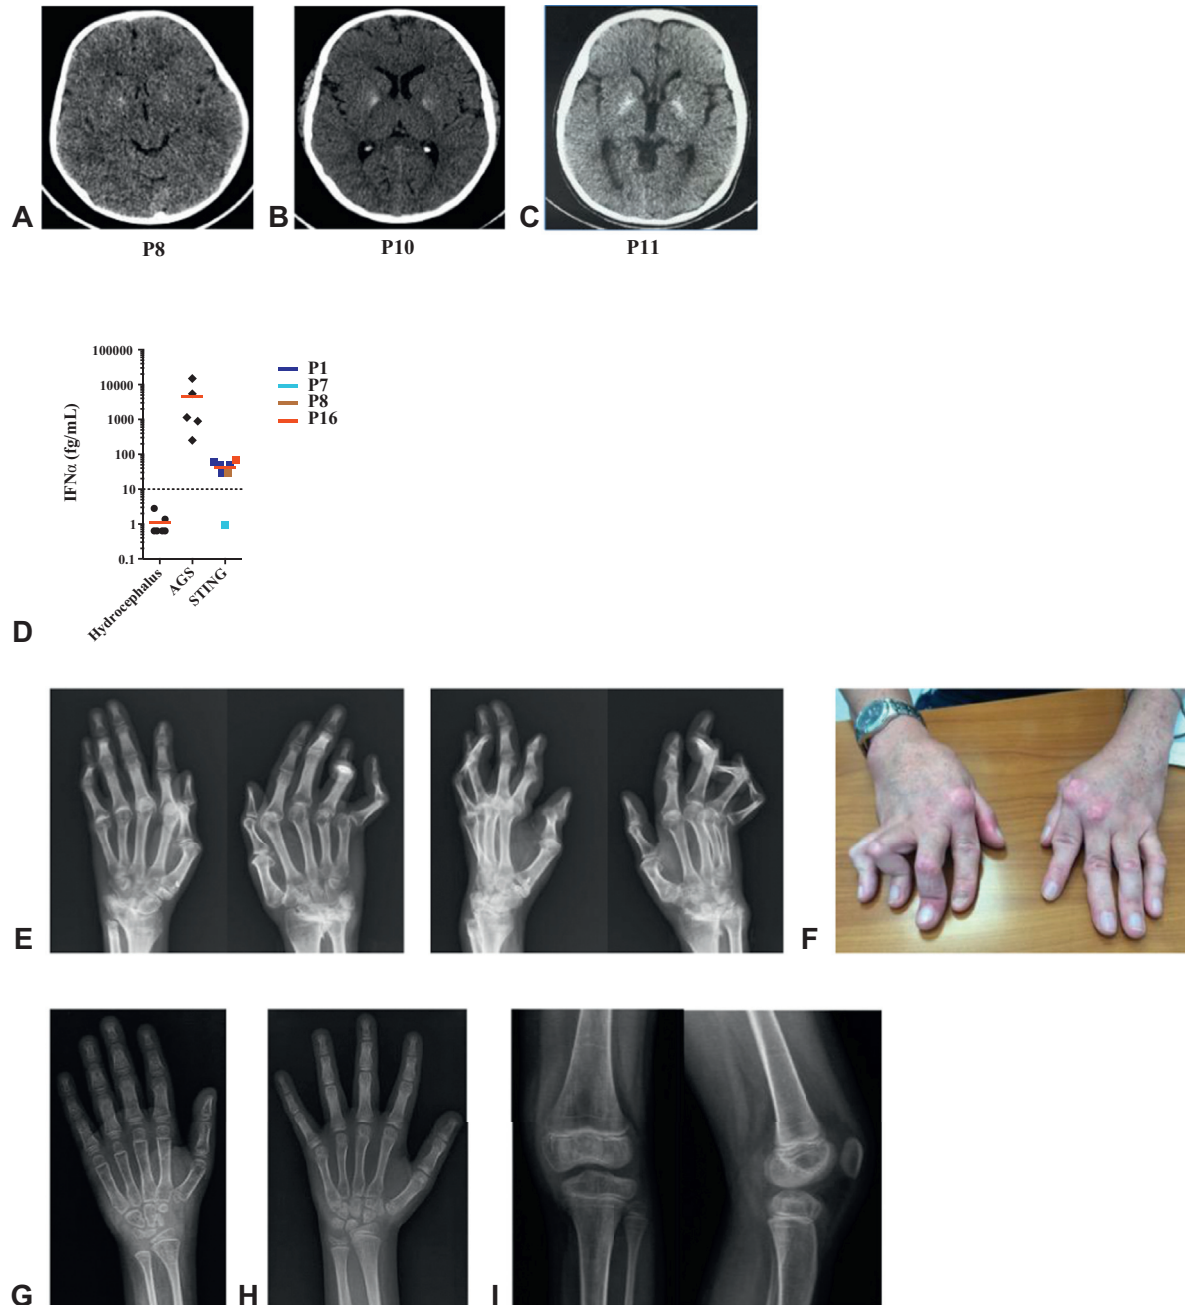 A
B
C
P8
P10
P11
100000
10000
1000
100
10
1
0.1
IFNα (fg/mL)
Hydrocephalus
AGS
STING
P1
P7
P8
P16
D
E
F
G
H
I